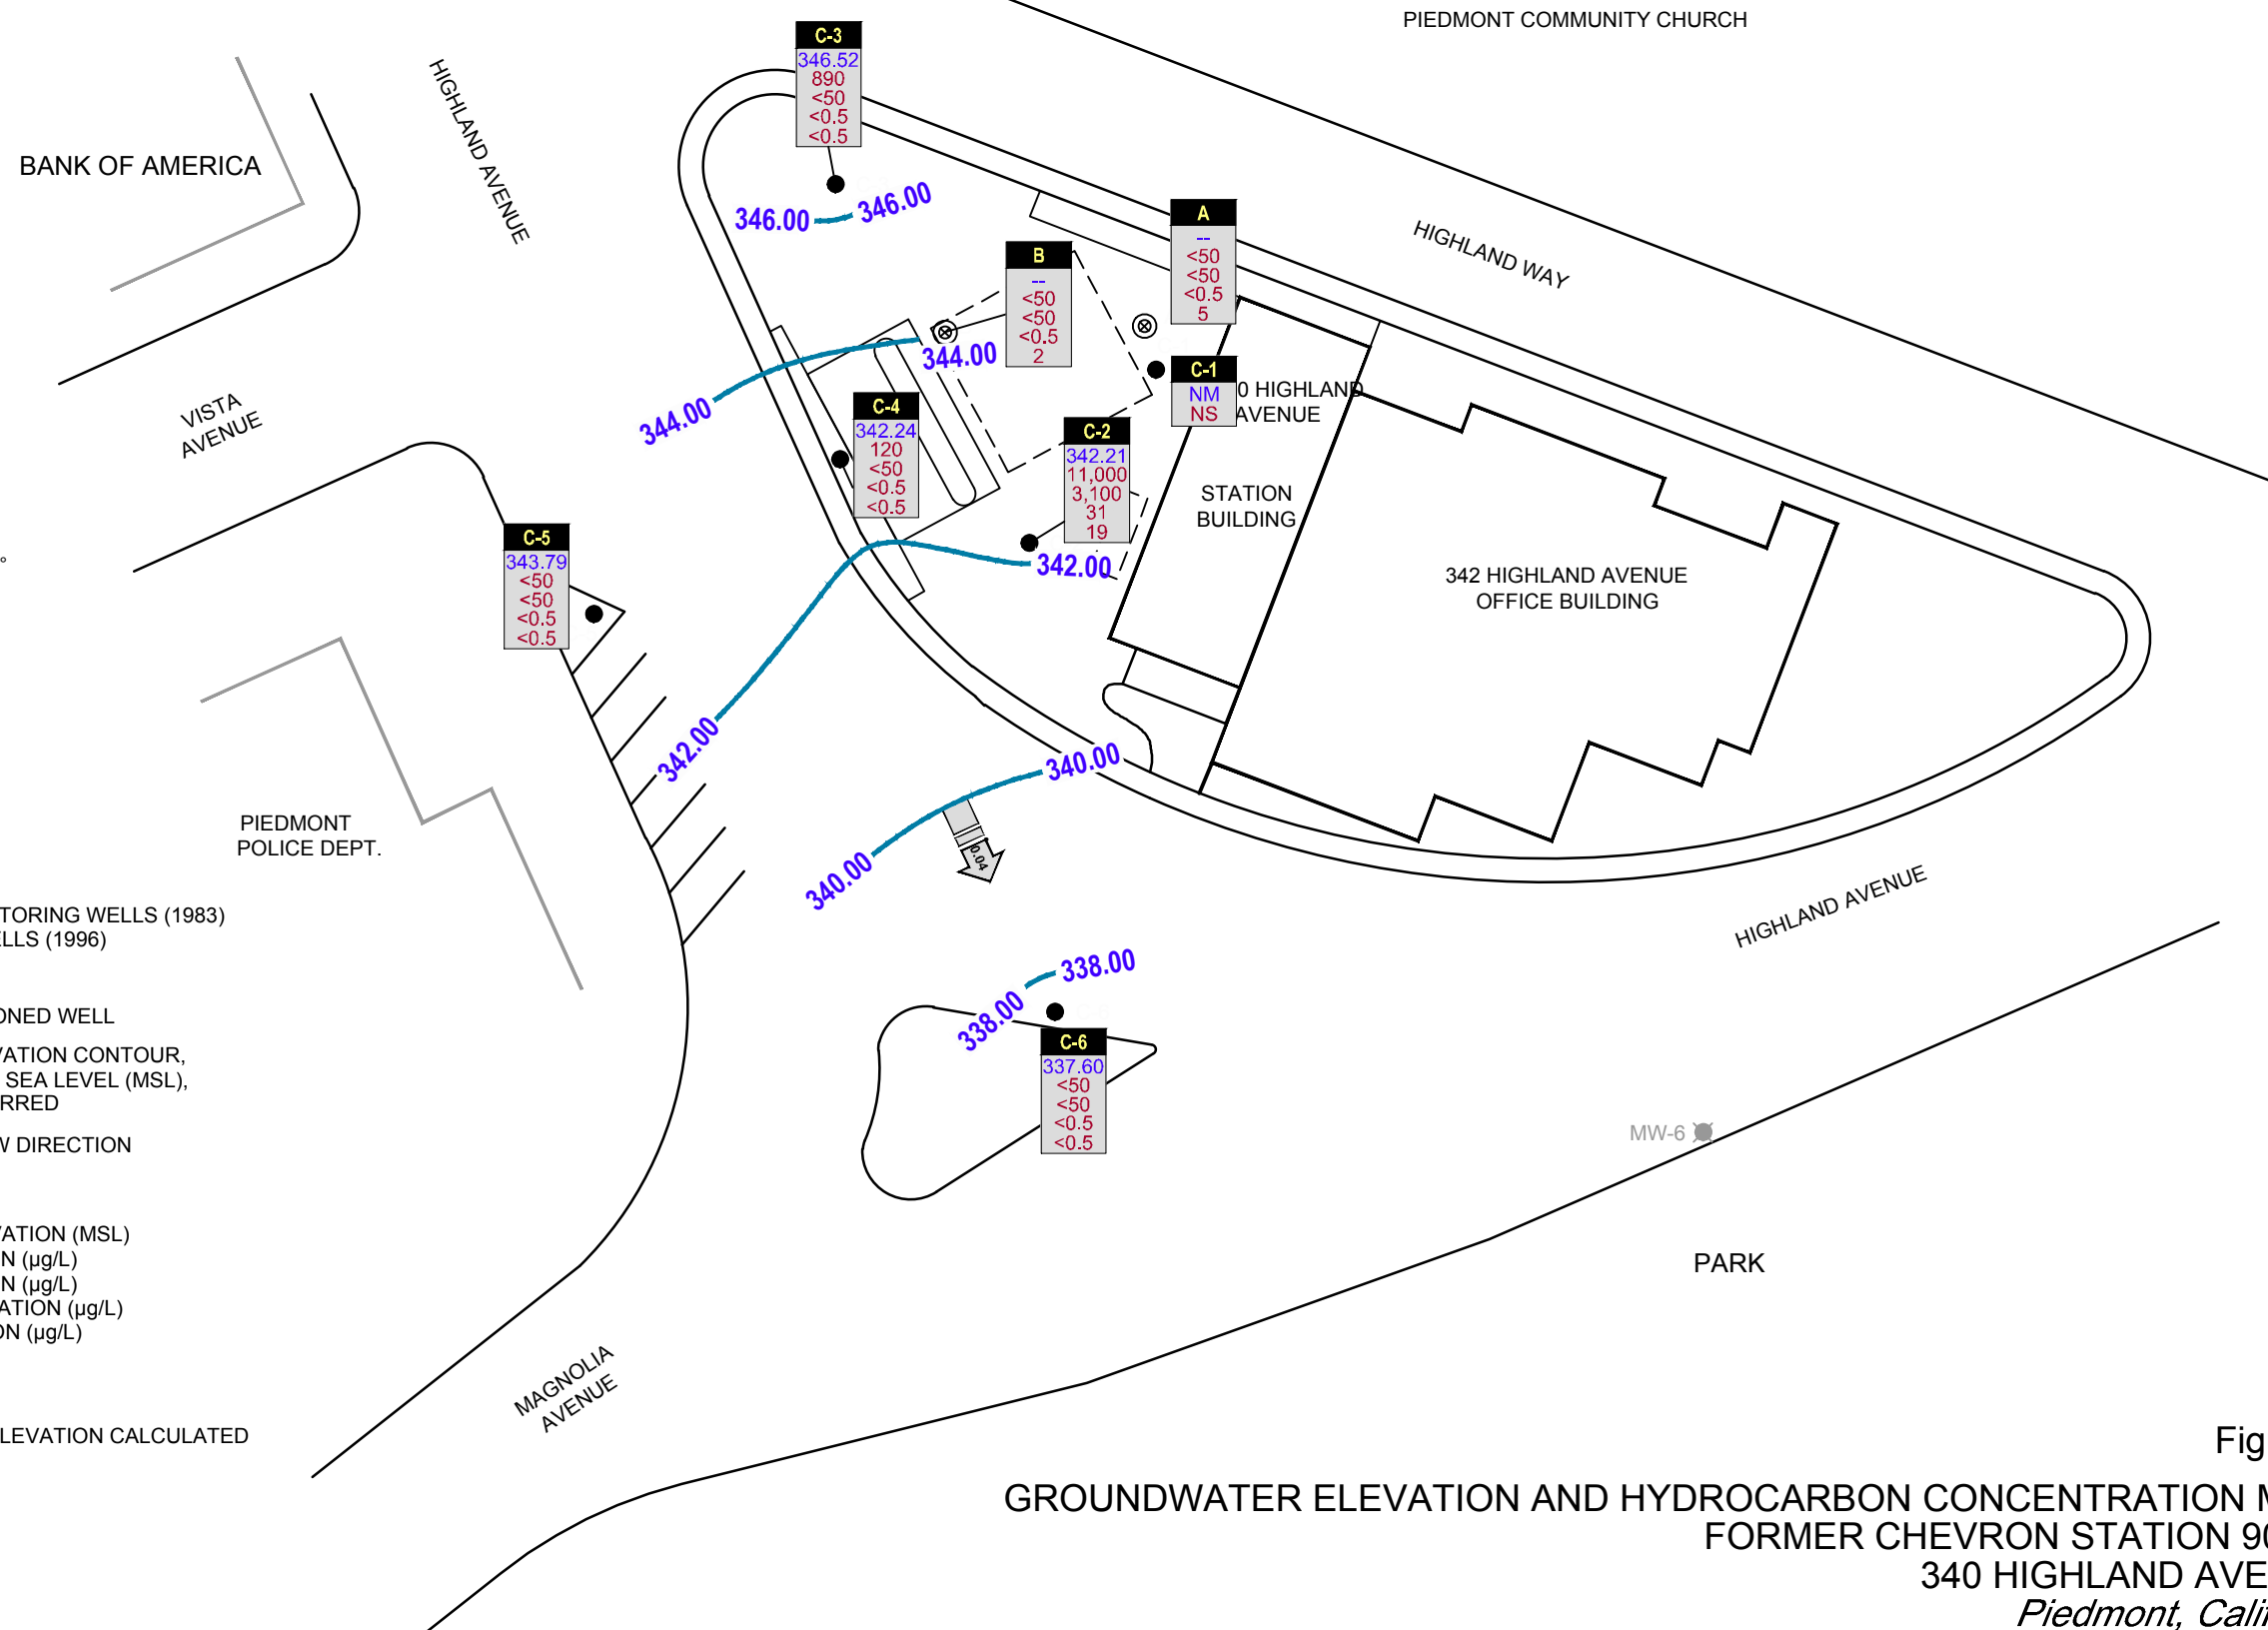 PIEDMONT COMMUNITY CHURCH
C-3
346.52
890
<50
<0.5
<0.5
HIGHLAND AVENUE
BANK OF AMERICA
346.00
346.00
A
--
<50
<50
<0.5
5
HIGHLAND WAY
B
--
<50
<50
<0.5
2
344.00
344.00
C-1
NM
NS
0 HIGHLAND
AVENUE
VISTA
AVENUE
C-4
342.24
120
<50
<0.5
<0.5
C-2
342.21
11,000
3,100
31
19
STATION
BUILDING
C-5
343.79
<50
<50
<0.5
<0.5
342.00
342.00
342 HIGHLAND AVENUE
OFFICE BUILDING
340.00
340.00
0.04
PIEDMONT
POLICE DEPT.
HIGHLAND AVENUE
TORING WELLS (1983)
ELLS (1996)
338.00
338.00
C-6
337.60
<50
<50
<0.5
<0.5
ONED WELL
VATION CONTOUR,
SEA LEVEL (MSL),
RRED
W DIRECTION
MW-6
PARK
VATION (MSL)
N (µg/L)
N (µg/L)
ATION (µg/L)
ON (µg/L)
MAGNOLIA
AVENUE
LEVATION CALCULATED
Fig
GROUNDWATER ELEVATION AND HYDROCARBON CONCENTRATION M
FORMER CHEVRON STATION 90
340 HIGHLAND AVE
Piedmont, Cali